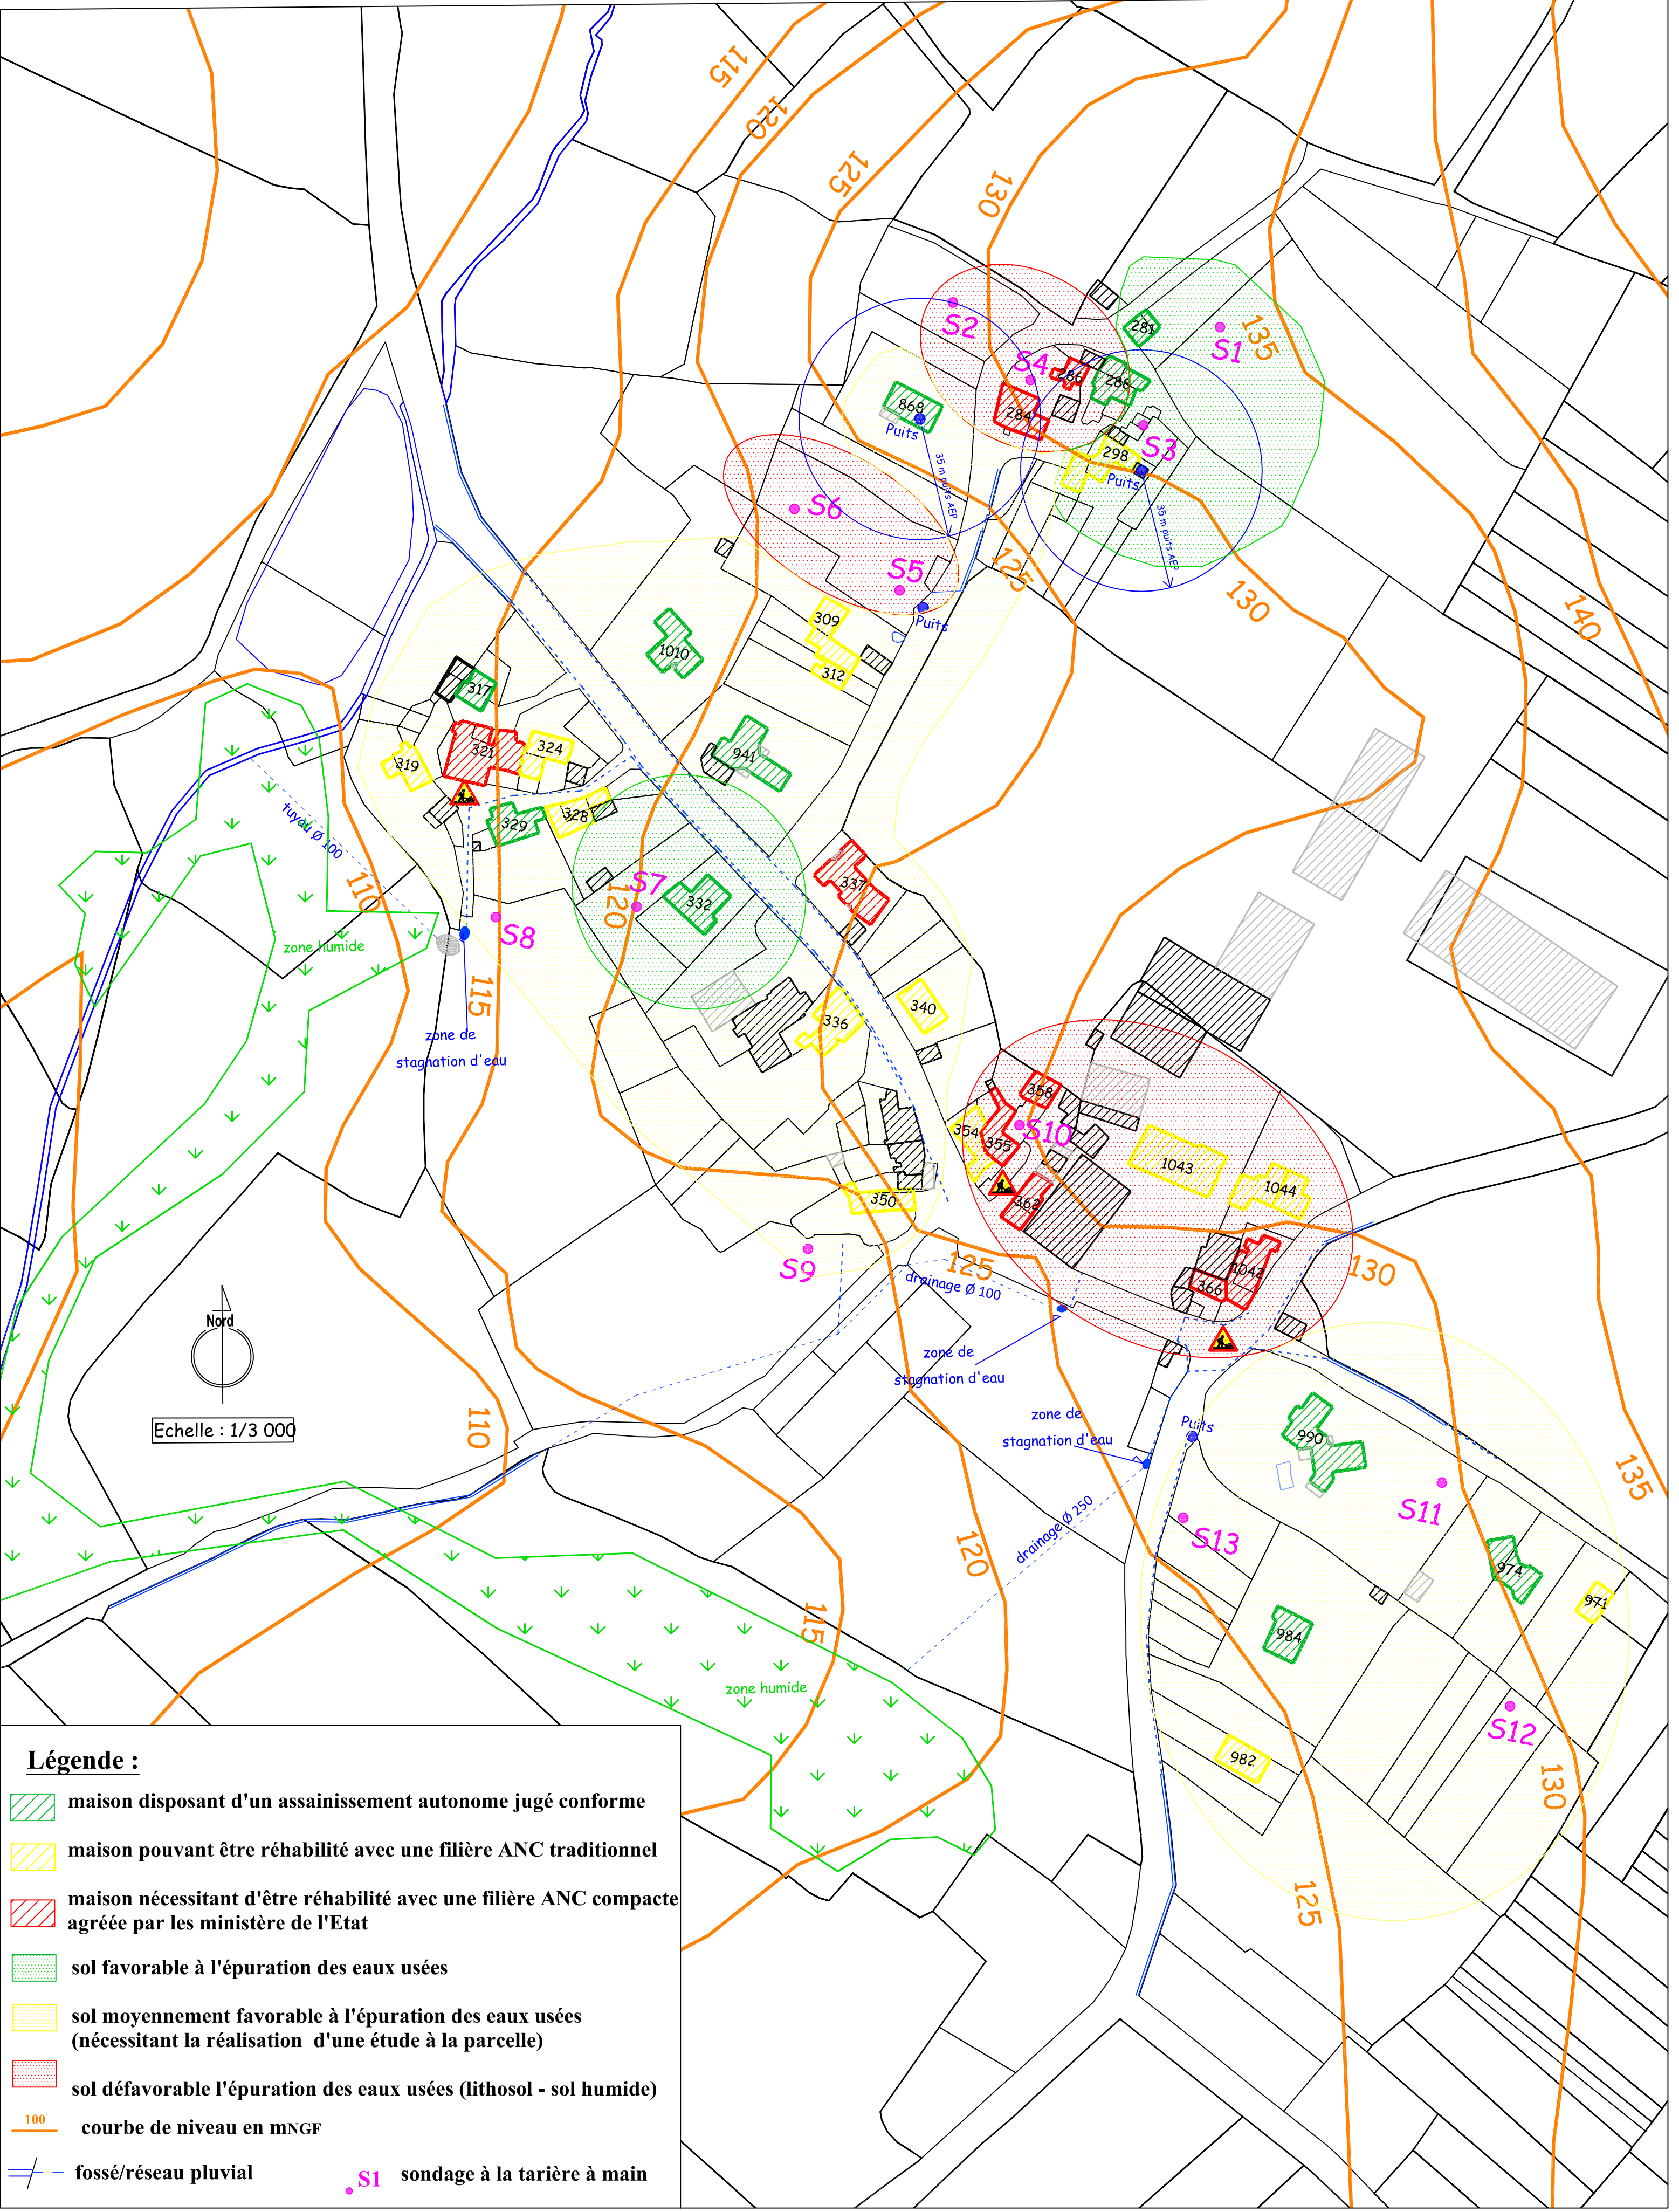 115
120
125
130
135
281
S1
S2
S4
286
288
284
868
Puits
S3
298
Puits
35 m puits AEP
35 m puits AEP
S6
S5
125
130
140
Puits
309
312
1010
317
321
324
319
941
329
328
tuyau Ø 100
110
S7
332
120
337
S8
zone humide
115
zone de
stagnation d'eau
336
340
358
354
355
S10
1043
1044
362
350
S9
125
130
1042
366
drainage Ø 100
zone de
stagnation d'eau
Nord
Echelle : 1/3 000
110
zone de
stagnation d'eau
Puits
990
S11
135
S13
drainage Ø 250
120
974
971
115
984
zone humide
S12
982
130
125
Légende :
maison disposant d'un assainissement autonome jugé conforme
maison pouvant être réhabilité avec une filière ANC traditionnel
maison nécessitant d'être réhabilité avec une filière ANC compacte
agréée par les ministère de l'Etat
sol favorable à l'épuration des eaux usées
sol moyennement favorable à l'épuration des eaux usées
(nécessitant la réalisation d'une étude à la parcelle)
sol défavorable l'épuration des eaux usées (lithosol - sol humide)
100 courbe de niveau en mNGF
fossé/réseau pluvial
S1 sondage à la tarière à main